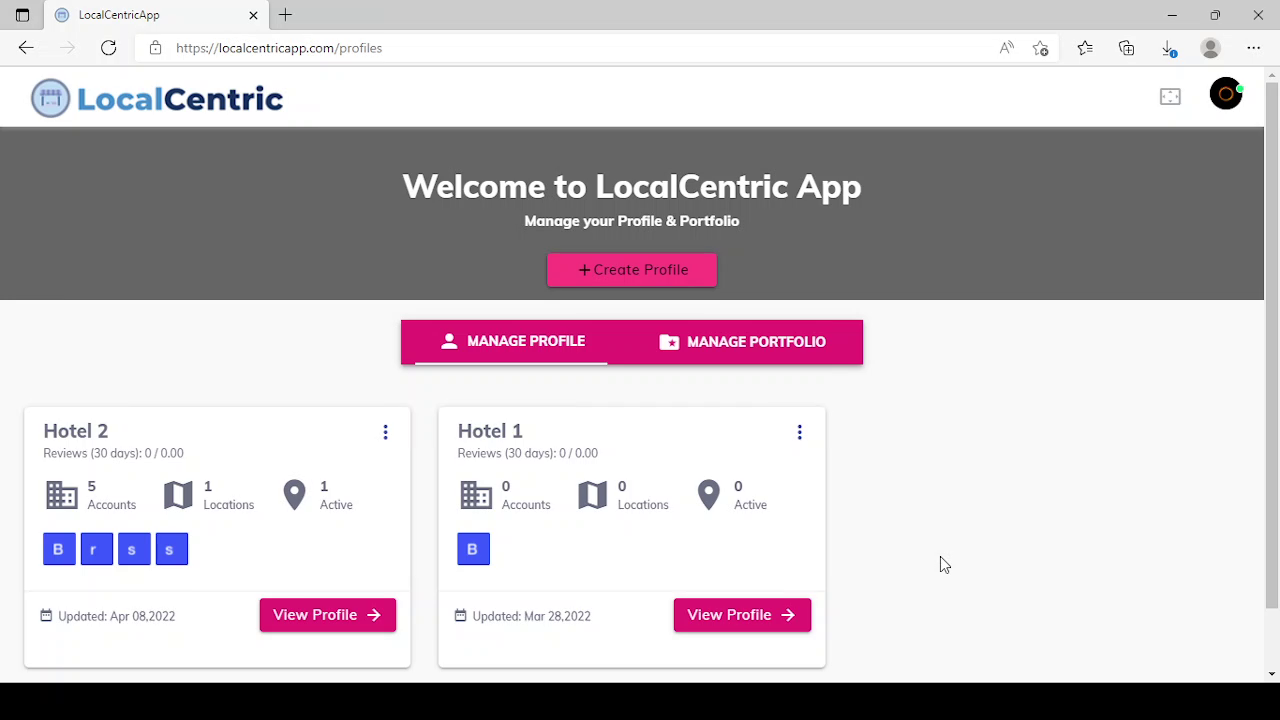 LocalCentricApp
https://localcentricapp.com/profiles
LocalCentric
Welcome to LocalCentric App
Manage your Profile & Portfolio
+Create Profile
MANAGE PROFILE
MANAGE PORTFOLIO
Hotel 2
Reviews (30 days): 0 / 0.00
5
Accounts
1
Locations
1
Active
B r s s
Updated: Apr 08,2022
View Profile
Hotel 1
Reviews (30 days): 0 / 0.00
0
Accounts
0
Locations
0
Active
B
Updated: Mar 28,2022
View Profile